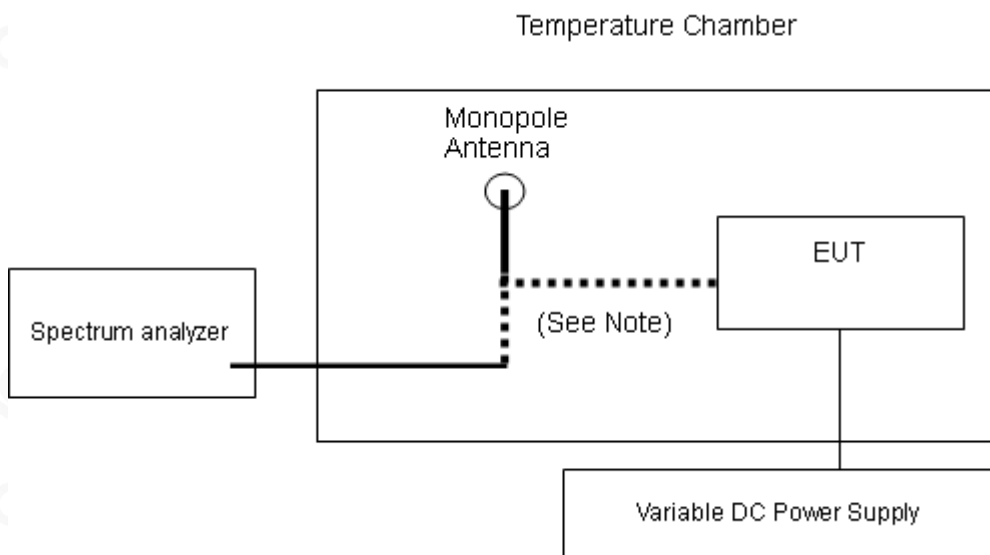 Temperature Chamber
Monopole
Antenna
EUT
Spectrum analyzer
(See Note)
Variable DC Power Supply